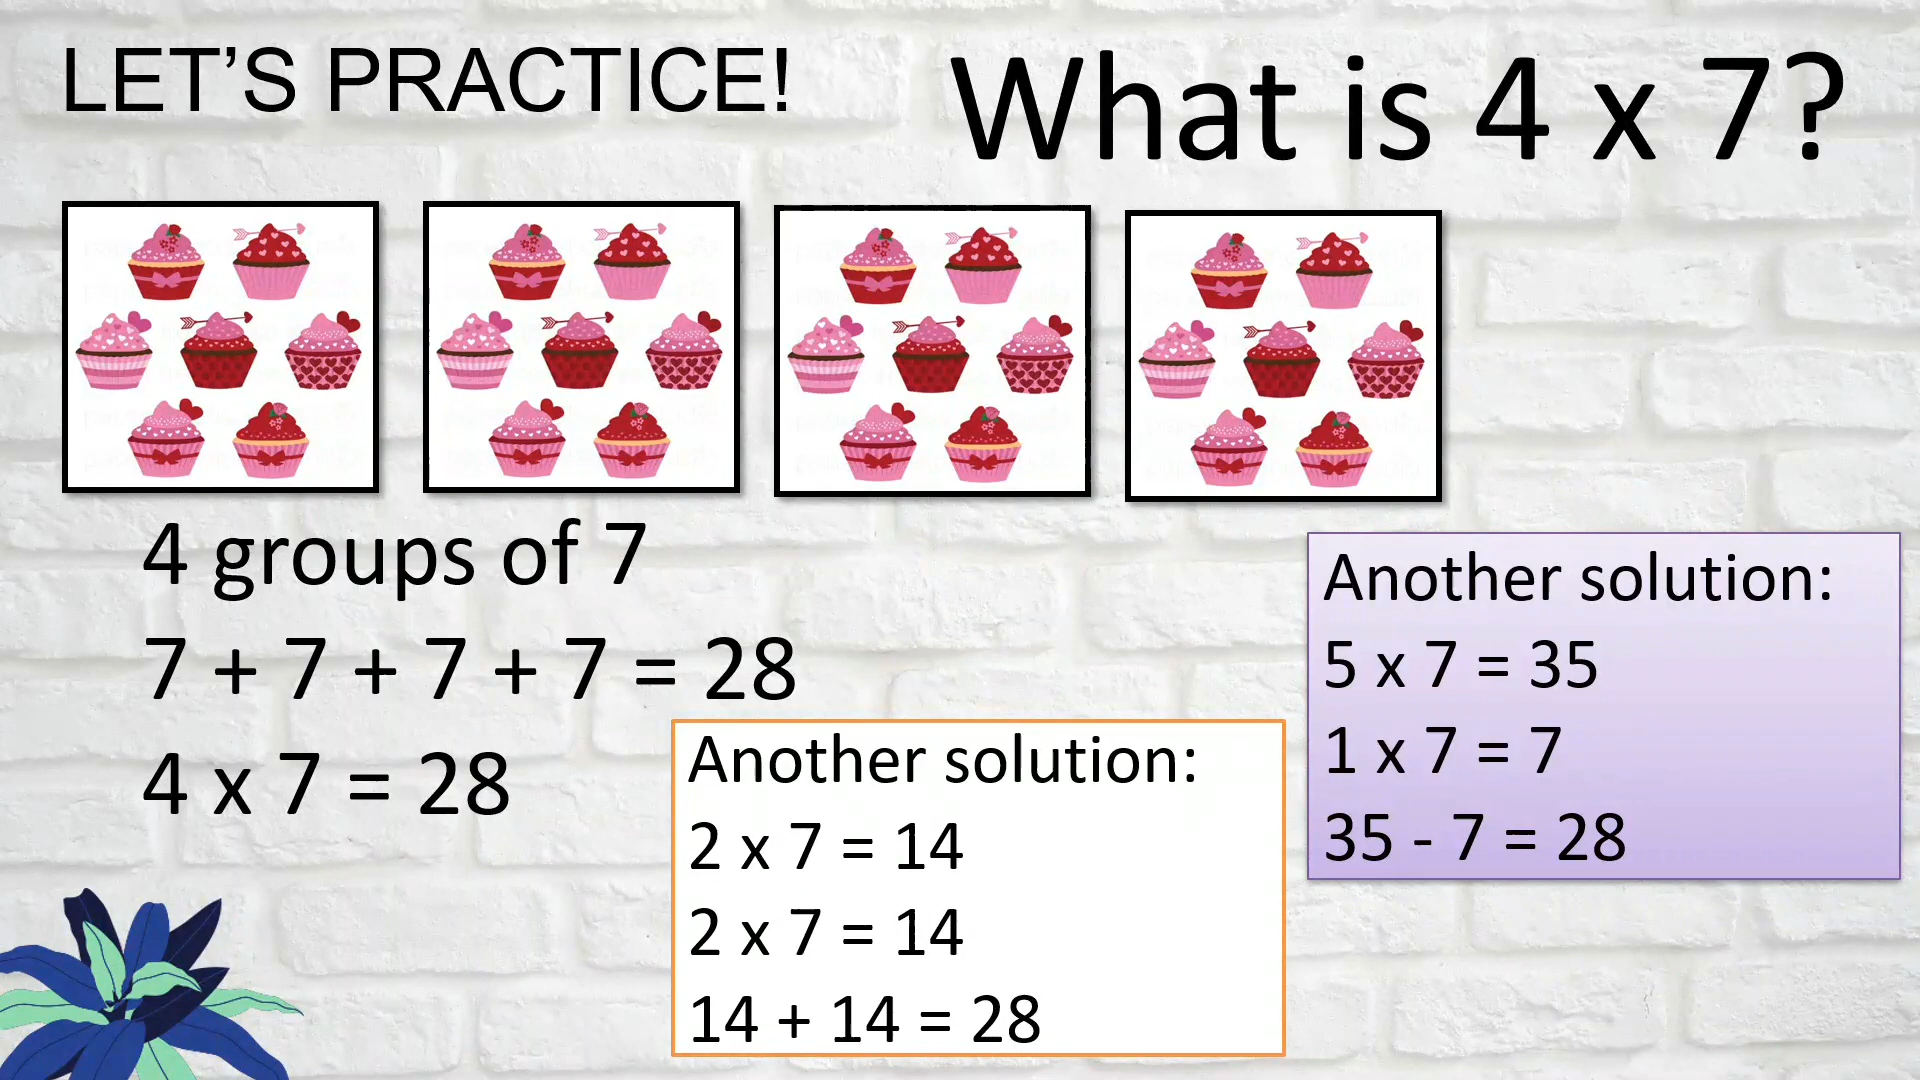 LET’S PRACTICE!
What is 4 x 7?
4 groups of 7
7 + 7 + 7 + 7 = 28
4 x 7 = 28
Another solution:
2 x 7 = 14
2 x 7 = 14
14 + 14 = 28
Another solution:
5 x 7 = 35
1 x 7 = 7
35 - 7 = 28